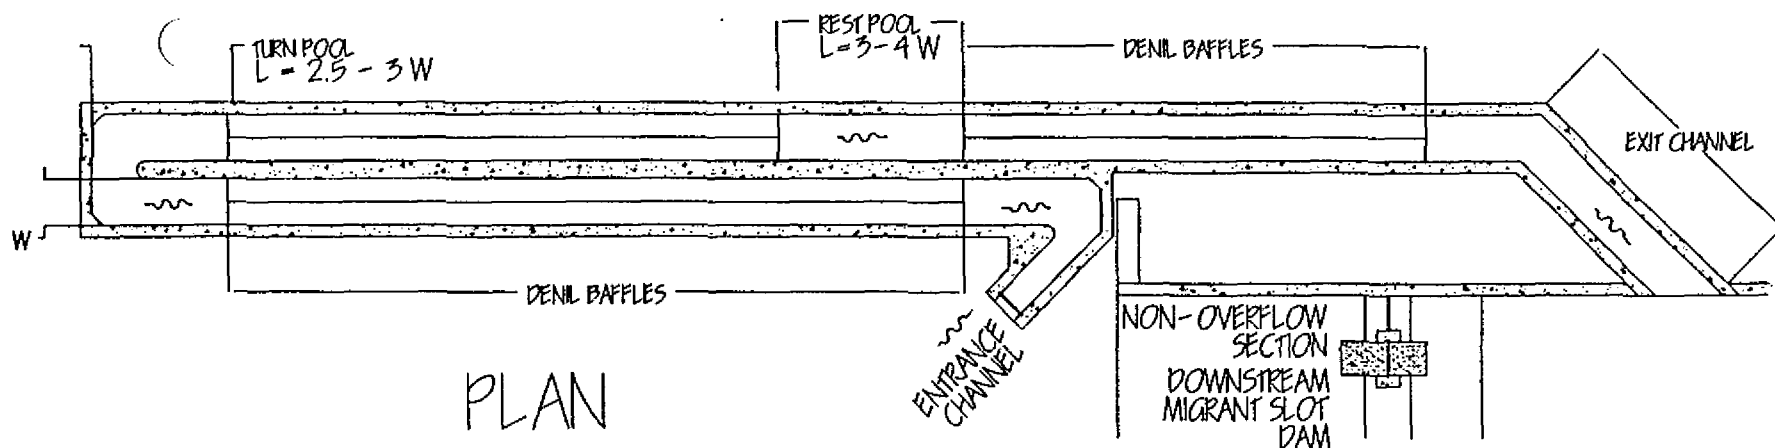 TURN POOL
L = 2.5 - 3 W
REST POOL
L = 3-4 W
DENIL BAFFLES
EXIT CHANNEL
W
DENIL BAFFLES
ENTRANCE
CHANNEL
NON-OVERFLOW
SECTION
DOWNSTREAM
MIGRANT SLOT
DAM
PLAN